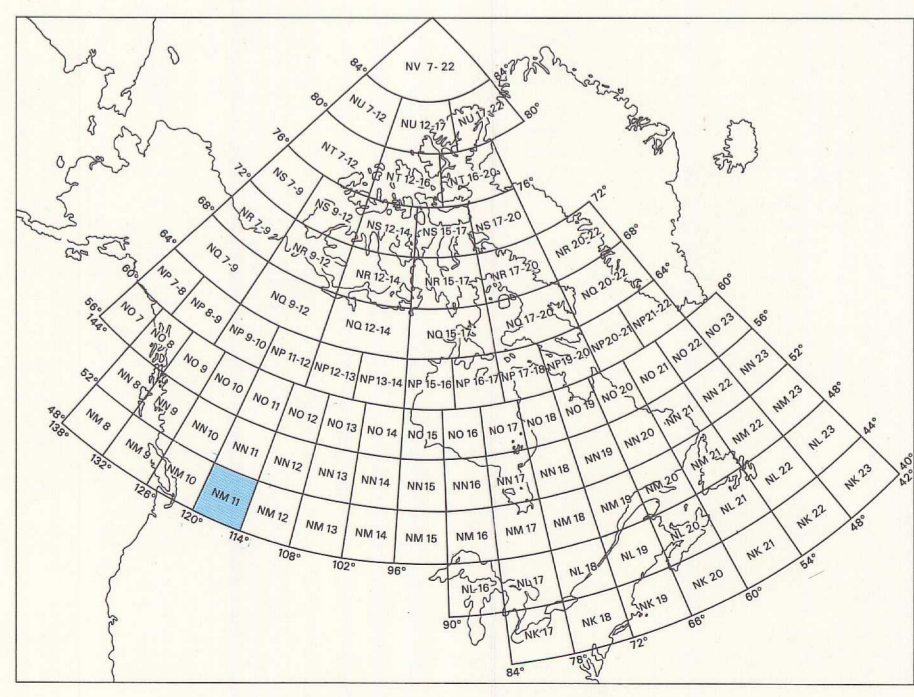 NV 7-22
84°
84°
NU 7-12
NU 12-17
NU 17-22
80°
80°
NT 7-12
NT 12-16
NT 16-20
76°
76°
NS 7-9
NS 9-12
NS 12-14
NS 15-17
NS 17-20
72°
72°
NR 7-9
NR 9-12
NR 12-14
NR 15-17
NR 17-20
NR 20-22
68°
68°
NQ 7-9
NQ 9-12
NQ 12-14
NQ 15-17
NQ 17-20
NQ 20-22
64°
64°
NP 7-8
NP 8-9
NP 9-10
NP 11-12
NP 12-13
NP 13-14
NP 15-16
NP 16-17
NP 17-18
NP 19-20
NP 20-21
NP 21-22
60°
60°
NO 7
NO 8
NO 9
NO 10
NO 11
NO 12
NO 13
NO 14
NO 15
NO 16
NO 17
NO 18
NO 19
NO 20
NO 21
NO 22
NO 23
56°
144°
56°
NN 8
NN 9
NN 10
NN 11
NN 12
NN 13
NN 14
NN 15
NN 16
NN 17
NN 18
NN 19
NN 20
NN 21
NN 22
NN 23
52°
52°
NM 8
NM 9
NM 10
NM 11
NM 12
NM 13
NM 14
NM 15
NM 16
NM 17
NM 18
NM 19
NM 20
NM 21
NM 22
NM 23
48°
138°
48°
NL 16
NL 17
NL 18
NL 19
NL 20
NL 21
NL 22
NL 23
44°
NK 17
NK 18
NK 19
NK 20
NK 21
NK 22
NK 23
40°
42°
132°
126°
120°
114°
108°
102°
96°
90°
84°
78°
72°
66°
60°
54°
48°